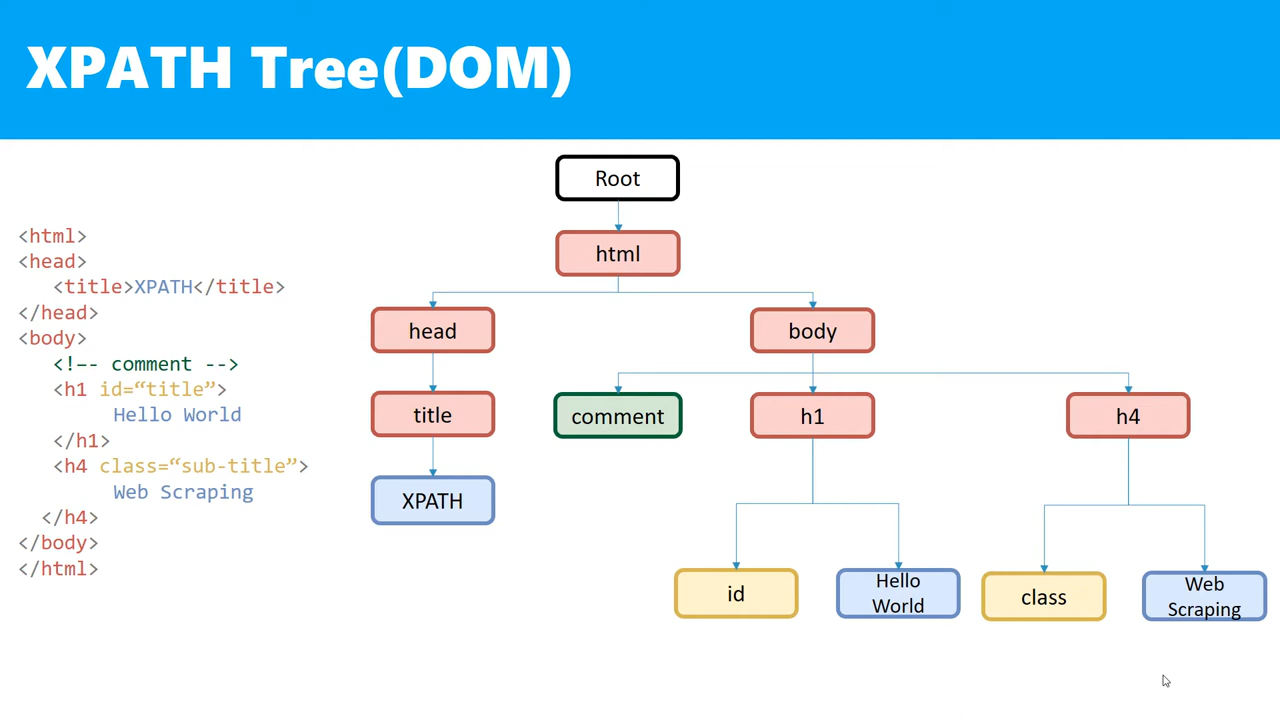 XPATH Tree(DOM)
<html>
<head>
<title>XPATH</title>
</head>
<body>
<!-- comment -->
<h1 id=“title”>
Hello World
</h1>
<h4 class=“sub-title”>
Web Scraping
</h4>
</body>
</html>
Root
html
head
body
title
comment
h1
h4
XPATH
id
Hello
World
class
Web
Scraping